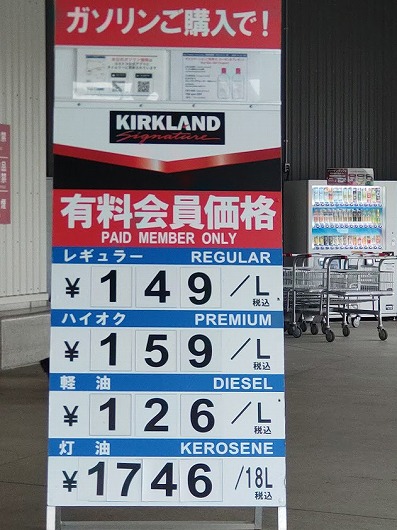 ガソリンご購入で!
KIRKLAND
Signature
有料会員価格
PAID MEMBER ONLY
レギュラー REGULAR
¥ 149 /L 税込
ハイオク PREMIUM
¥ 159 /L 税込
軽油 DIESEL
¥ 126 /L 税込
灯油 KEROSENE
¥ 1746 /18L 税込